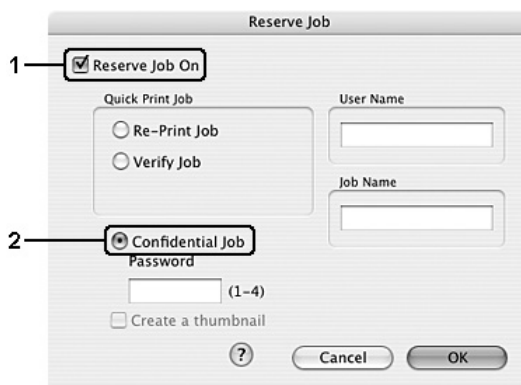 Reserve Job
1
Reserve Job On
Quick Print Job
Re-Print Job
Verify Job
User Name
Job Name
2
Confidential Job
Password
(1-4)
Create a thumbnail
?
Cancel
OK